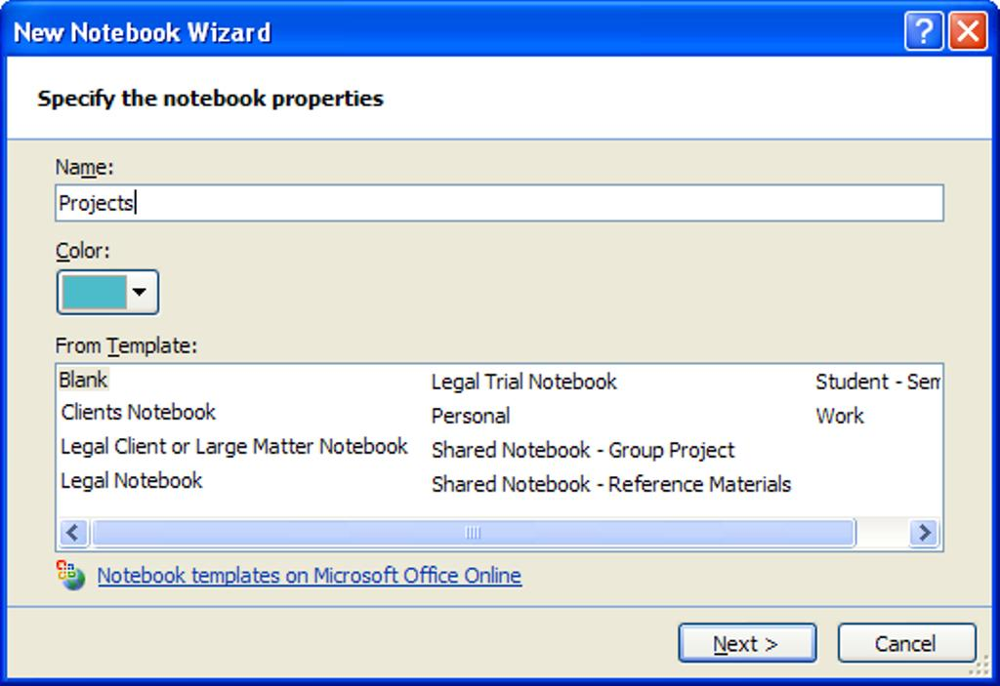 New Notebook Wizard
Specify the notebook properties
Name:
Projects
Color:
From Template:
Blank
Clients Notebook
Legal Client or Large Matter Notebook
Legal Notebook
Legal Trial Notebook
Personal
Shared Notebook - Group Project
Shared Notebook - Reference Materials
Student - Sem
Work
Notebook templates on Microsoft Office Online
Next >
Cancel